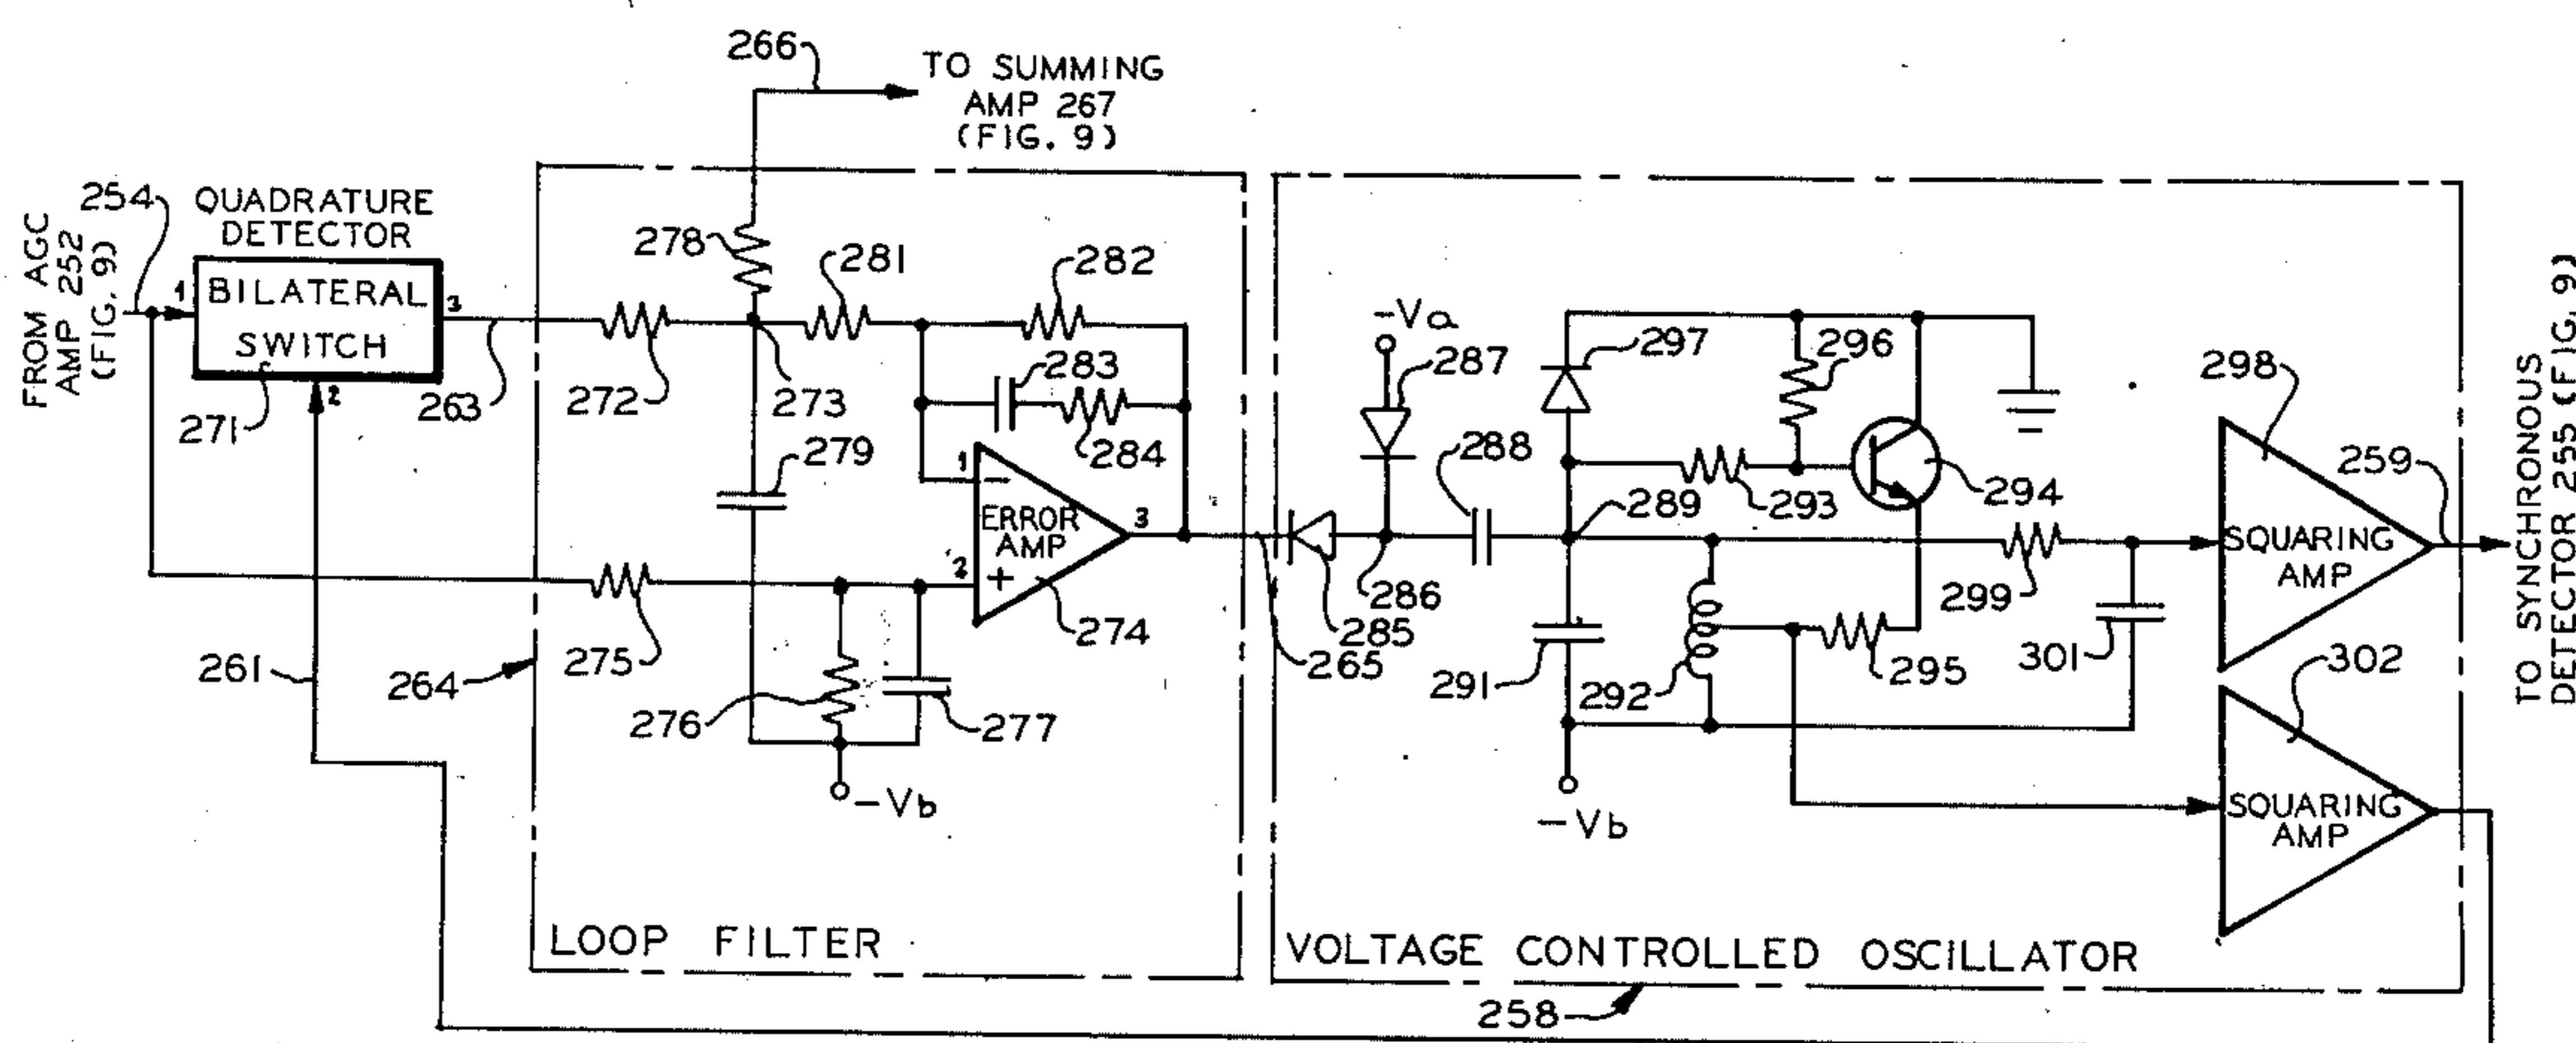 266
TO SUMMING
AMP 267
(FIG. 9)
FROM AGC
AMP 252
(FIG. 9)
254
QUADRATURE
DETECTOR
1
BILATERAL
SWITCH
3
2
271
263
261
264
278
281
282
272
273
283
284
279
1
−
ERROR
AMP
3
2
+
274
275
276
277
−Vb
LOOP FILTER
265
−Va
287
288
285
286
289
297
296
293
294
295
291
292
−Vb
299
301
298
SQUARING
AMP
259
302
SQUARING
AMP
TO SYNCHRONOUS
DETECTOR 255 (FIG. 9)
VOLTAGE CONTROLLED OSCILLATOR
258